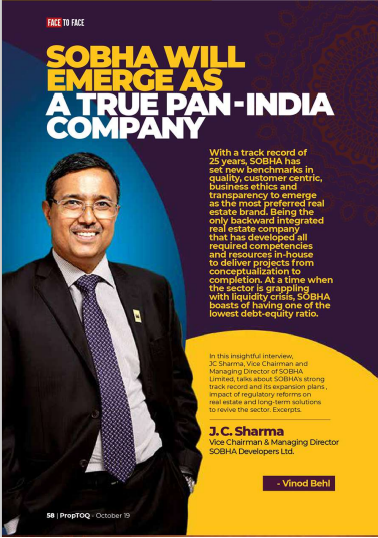 FACE TO FACE
SOBHA WILL
EMERGE AS
A TRUE PAN-INDIA
COMPANY
With a track record of
25 years, SOBHA has
set new benchmarks in
quality, customer centric,
business ethics and
transparency to emerge
as the most preferred real
estate brand. Being the
only backward integrated
real estate company
that has developed all
required competencies
and resources in-house
to deliver projects from
conceptualization to
completion. At a time when
the sector is grappling
with liquidity crisis, SOBHA
boasts of having one of the
lowest debt-equity ratio.
In this insightful interview,
JC Sharma, Vice Chairman and
Managing Director of SOBHA
Limited, talks about SOBHA's strong
track record and its expansion plans,
impact of regulatory reforms on
real estate and long-term solutions
to revive the sector. Excerpts.
J.C. Sharma
Vice Chairman & Managing Director
SOBHA Developers Ltd.
- Vinod Behl
58 | PropTOQ - October 19